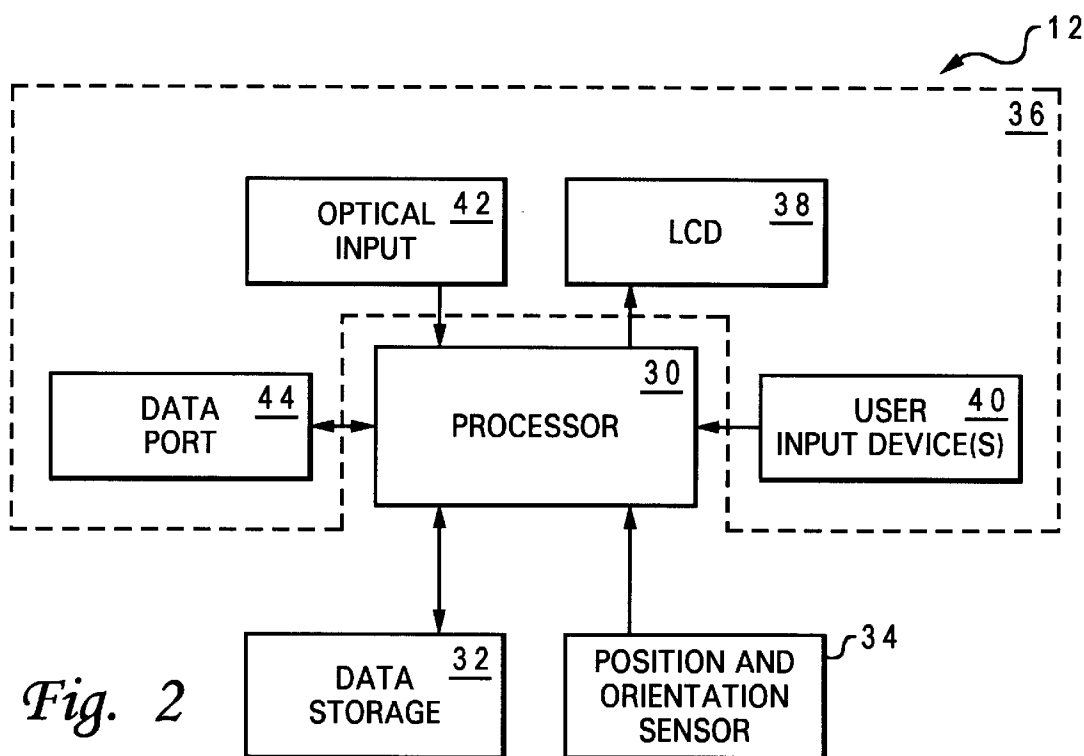 12
36
OPTICAL 42
INPUT
LCD 38
DATA 44
PORT
PROCESSOR 30
USER 40
INPUT DEVICE(S)
DATA 32
STORAGE
POSITION AND
ORIENTATION
SENSOR
34
Fig. 2